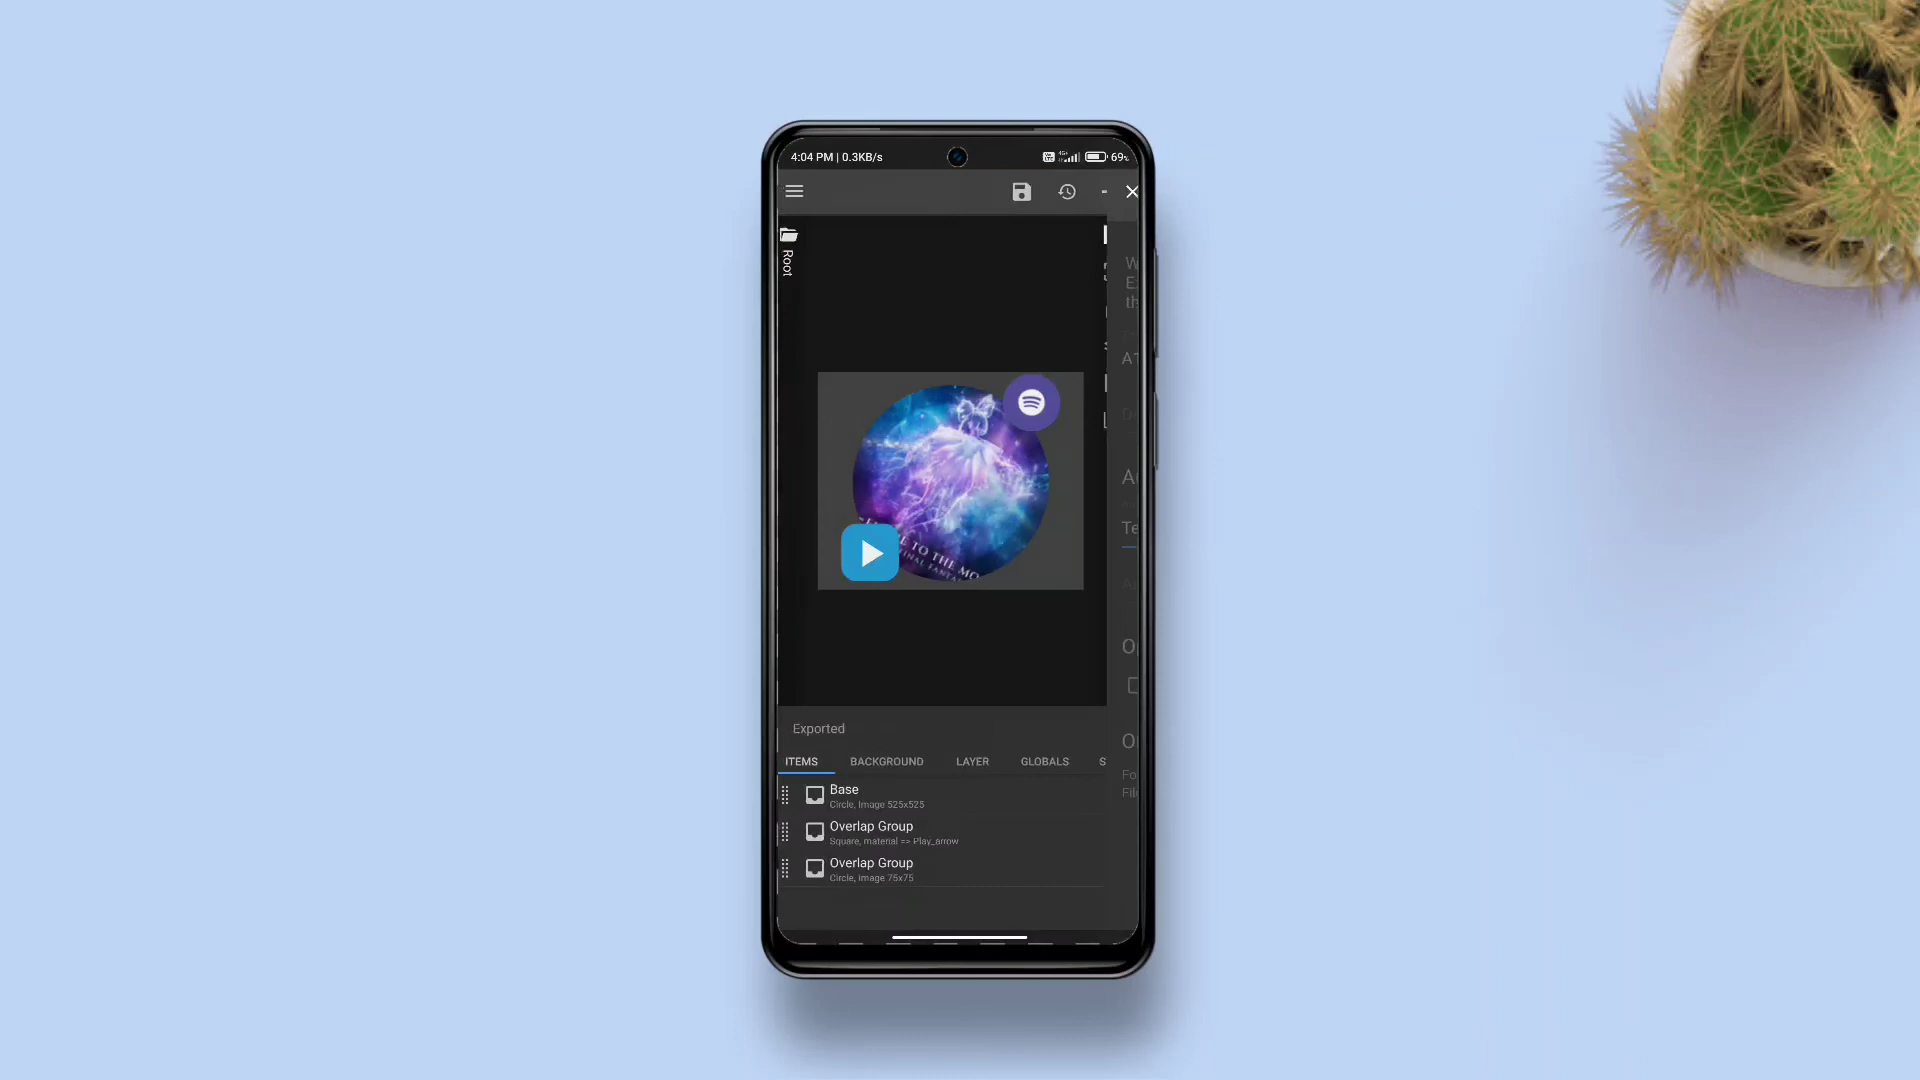 4:04 PM | 0.3KB/s
69%
Root
Exported
ITEMS
BACKGROUND
LAYER
GLOBALS
S
Base
Circle, Image 525x525
Overlap Group
Square, material => Play_arrow
Overlap Group
Circle, image 75x75